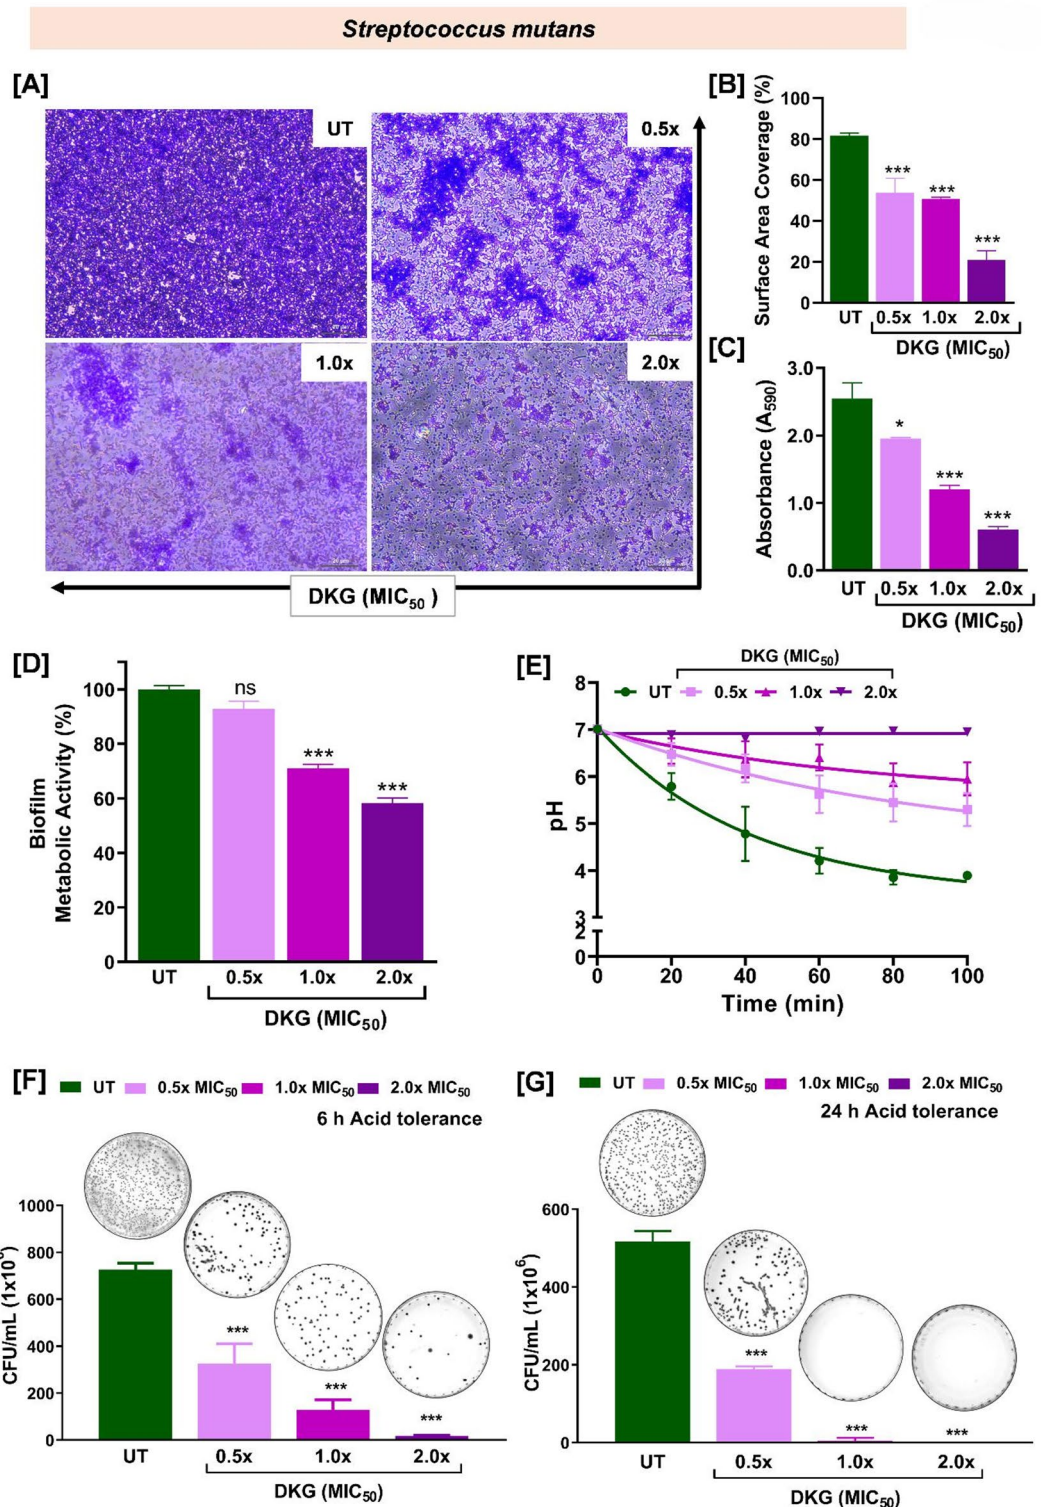 Streptococcus mutans
[A]
UT
0.5x
1.0x
2.0x
DKG (MIC50 )
[B]
Surface Area Coverage (%)
100
80
60
40
20
0
***
***
***
UT 0.5x 1.0x 2.0x
DKG (MIC50)
[C]
Absorbance (A590)
3.0
2.0
1.0
0.0
*
***
***
UT 0.5x 1.0x 2.0x
DKG (MIC50)
[D]
Biofilm
Metabolic Activity (%)
100
80
60
40
20
0
ns
***
***
UT 0.5x 1.0x 2.0x
DKG (MIC50)
[E]
DKG (MIC50)
UT 0.5x 1.0x 2.0x
pH
8
7
6
5
4
3
2
0
0 20 40 60 80 100
Time (min)
[F]
UT 0.5x MIC50 1.0x MIC50 2.0x MIC50
6 h Acid tolerance
CFU/mL (1x10
1000
800
600
400
200
0
***
***
***
UT 0.5x 1.0x 2.0x
DKG (MIC50)
[G]
UT 0.5x MIC50 1.0x MIC50 2.0x MIC50
24 h Acid tolerance
CFU/mL (1x10^6)
600
400
200
0
***
***
***
UT 0.5x 1.0x 2.0x
DKG (MIC50)